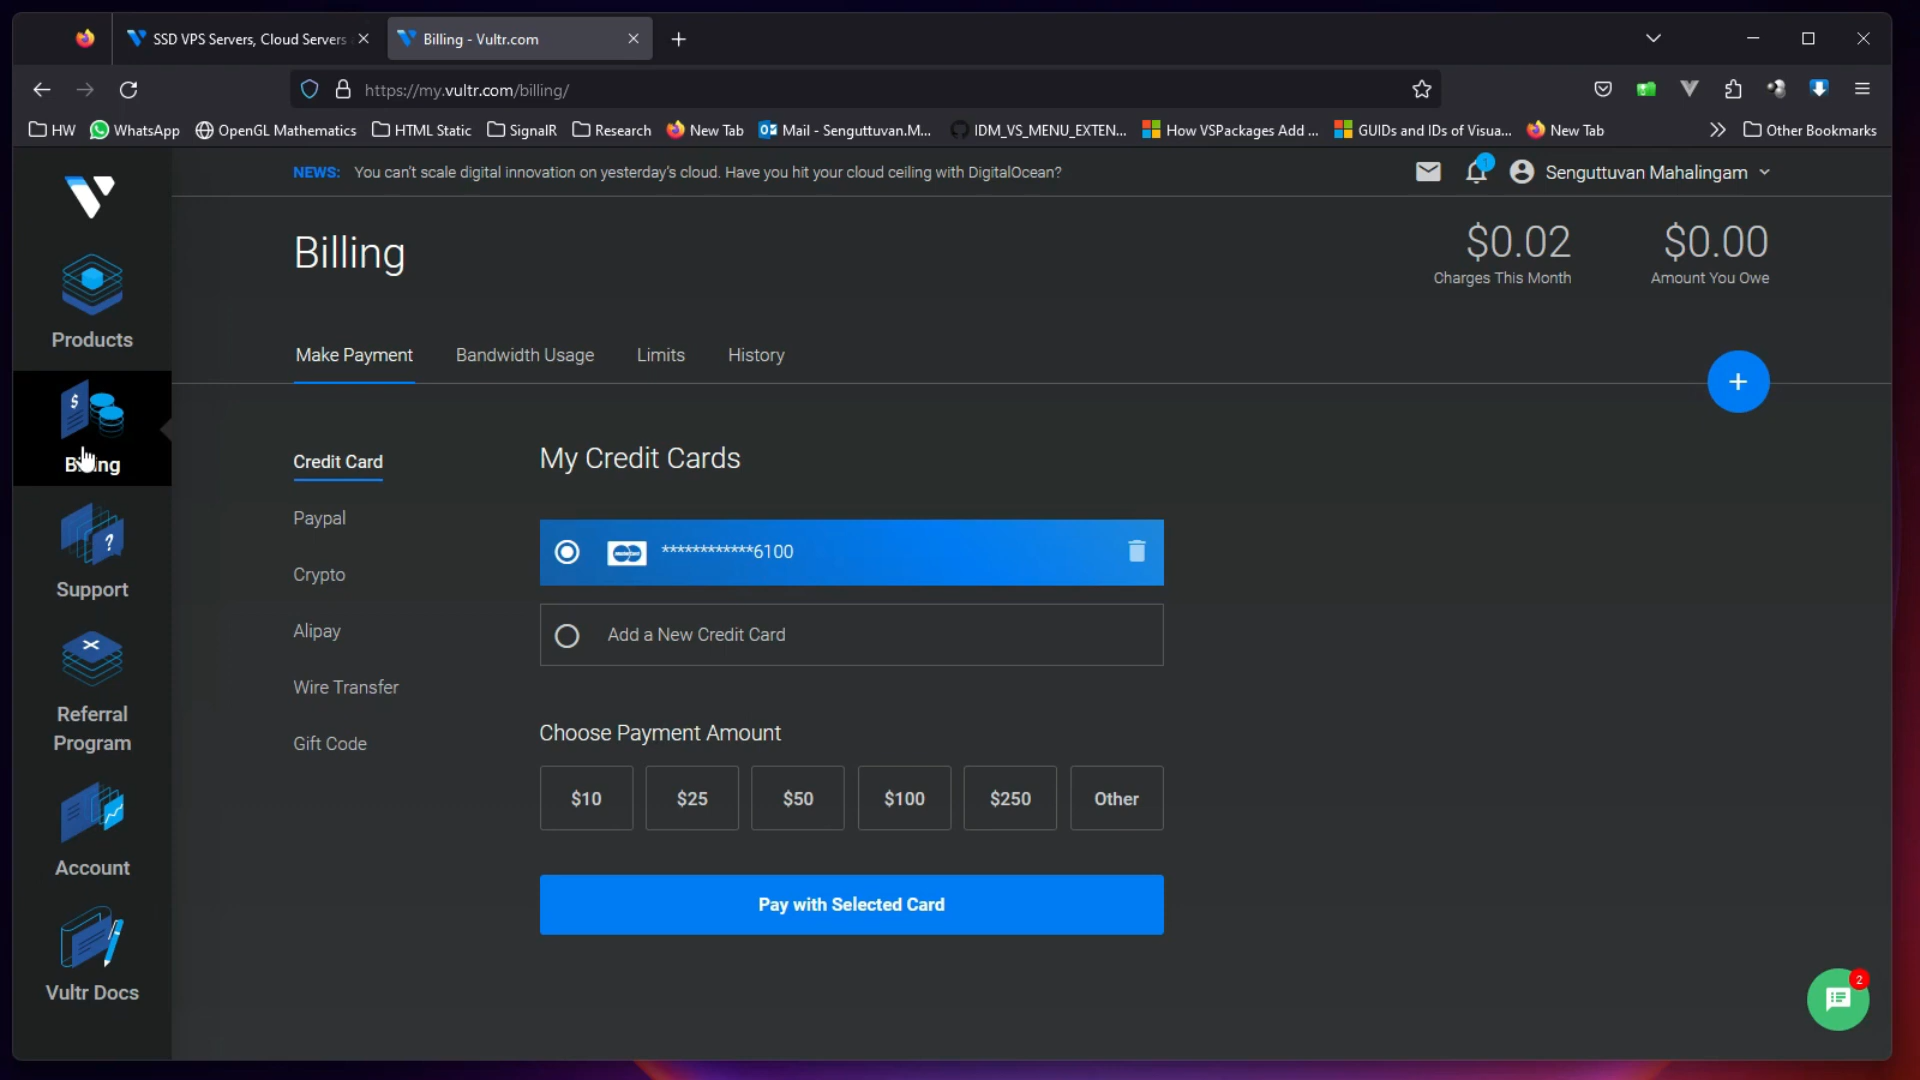 SSD VPS Servers, Cloud Servers
Billing - Vultr.com
https://my.vultr.com/billing/
HW
WhatsApp
OpenGL Mathematics
HTML Static
SignalR
Research
New Tab
Mail - Senguttuvan.M...
IDM_VS_MENU_EXTEN...
How VSPackages Add ...
GUIDs and IDs of Visua...
New Tab
Other Bookmarks
NEWS: You can't scale digital innovation on yesterday's cloud. Have you hit your cloud ceiling with DigitalOcean?
1
Senguttuvan Mahalingam
Billing
$0.02
Charges This Month
$0.00
Amount You Owe
Products
Billing
Support
Referral
Program
Account
Vultr Docs
Make Payment
Bandwidth Usage
Limits
History
+
Credit Card
Paypal
Crypto
Alipay
Wire Transfer
Gift Code
My Credit Cards
************6100
Add a New Credit Card
Choose Payment Amount
$10
$25
$50
$100
$250
Other
Pay with Selected Card
2